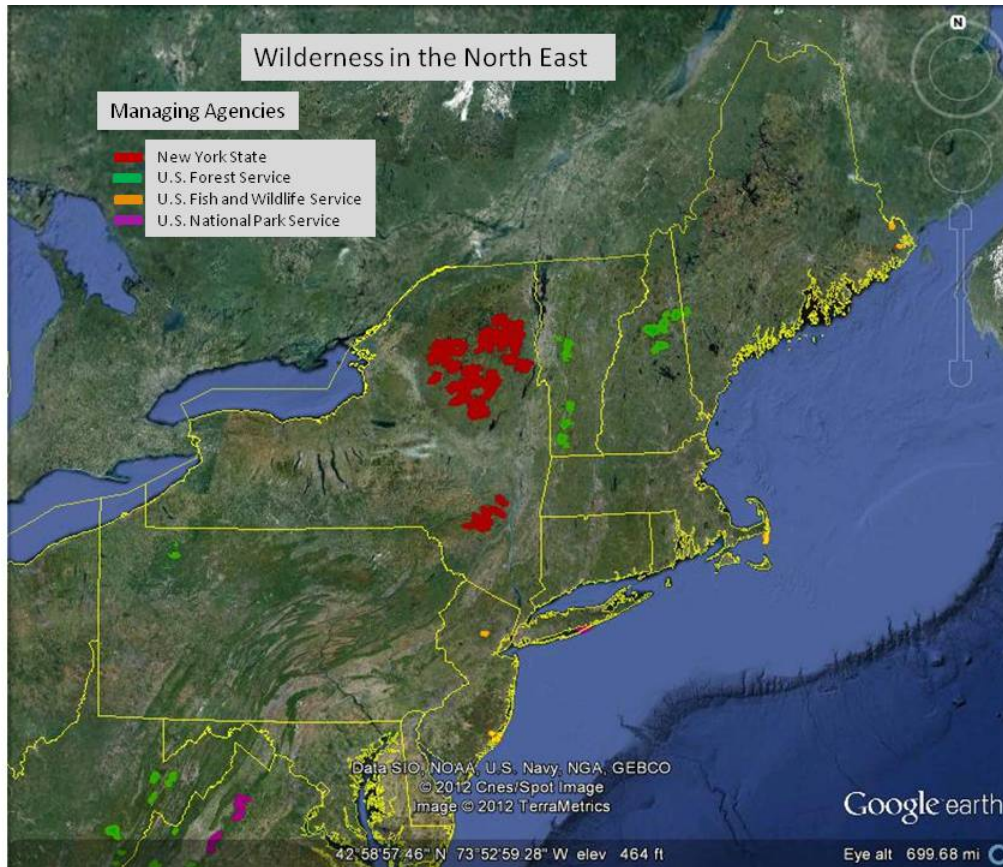 Wilderness in the North East
Managing Agencies
New York State
U.S. Forest Service
U.S. Fish and Wildlife Service
U.S. National Park Service
N
Data SIO, NOAA, U.S. Navy, NGA, GEBCO
© 2012 Cnes/Spot Image
Image © 2012 TerraMetrics
Google earth
42°58'57.46" N 73°52'59.28" W elev 464 ft
Eye alt 699.68 mi